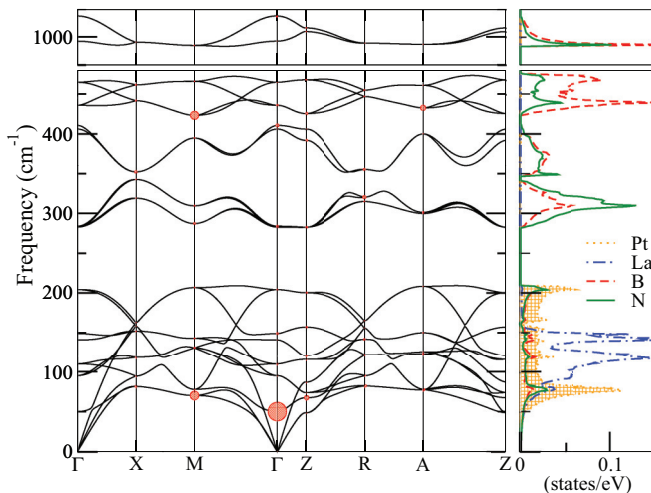 1000
400
300
200
100
0
Frequency (cm-1)
Γ X M Γ Z R A Z
Pt
La
B
N
0 0.1
(states/eV)